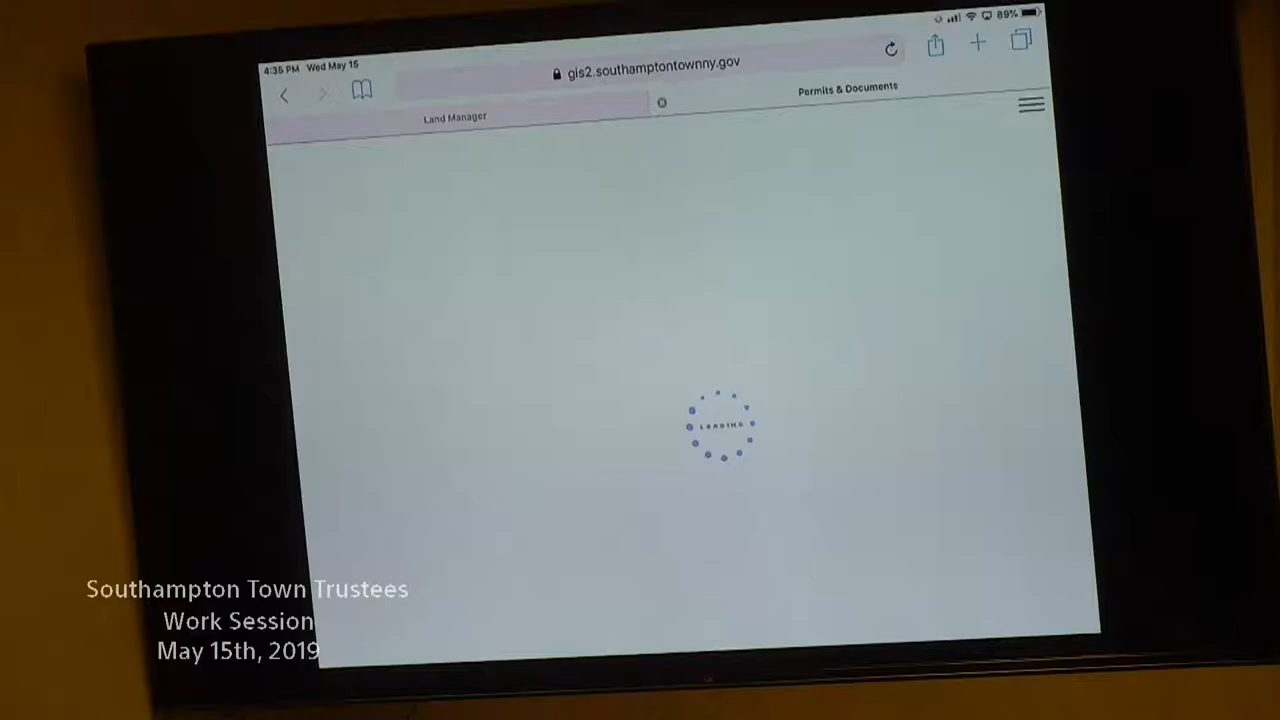 4:35 PM Wed May 15
89%
gis2.southamptontownny.gov
Land Manager
Permits & Documents
LOADING
Southampton Town Trustees
Work Session
May 15th, 2019